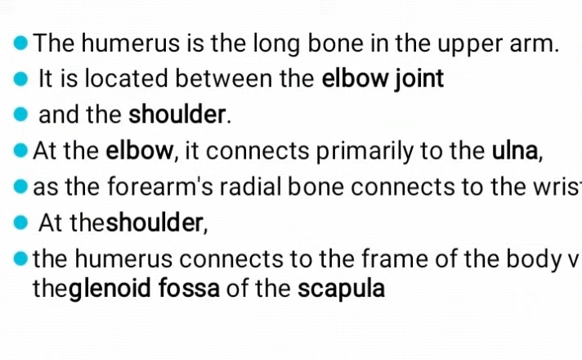 The humerus is the long bone in the upper arm.
It is located between the elbow joint
and the shoulder.
At the elbow, it connects primarily to the ulna,
as the forearm's radial bone connects to the
At theshoulder,
the humerus connects to the frame of the body
theglenoid fossa of the scapula